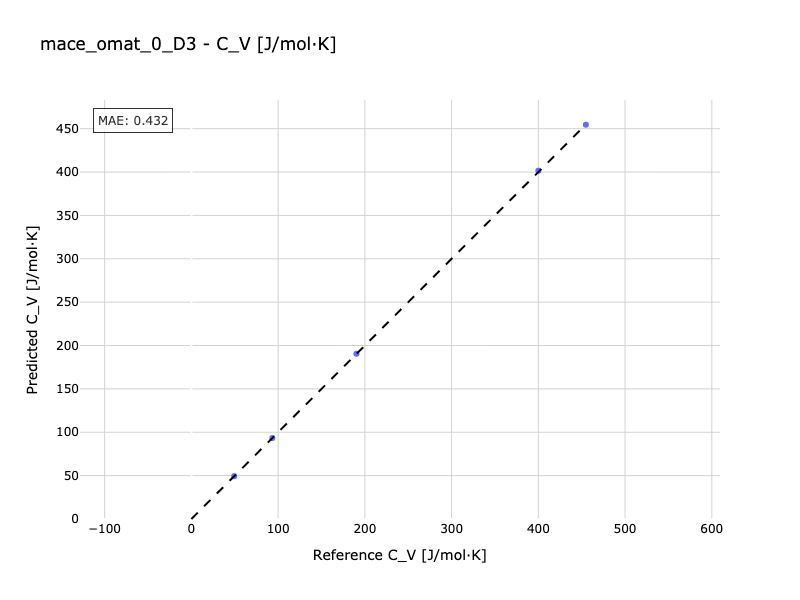 mace_omat_0_D3 - C_V [J/mol·K]
MAE: 0.432
450
400
350
300
250
200
150
100
50
0
Predicted C_V [J/mol·K]
−100 0 100 200 300 400 500 600
Reference C_V [J/mol·K]